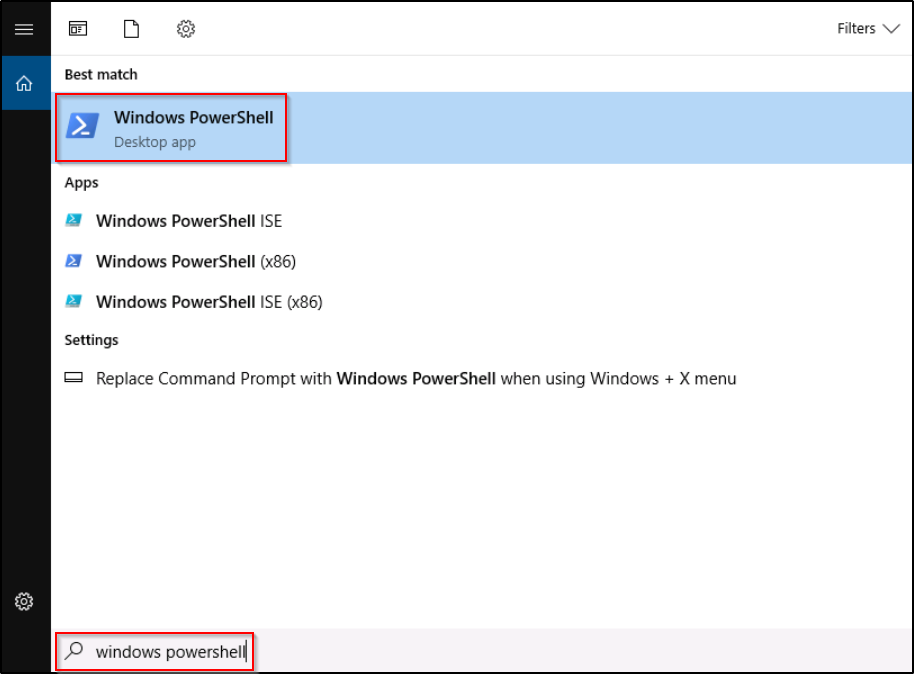 Filters
Best match
Windows PowerShell
Desktop app
Apps
Windows PowerShell ISE
Windows PowerShell (x86)
Windows PowerShell ISE (x86)
Settings
Replace Command Prompt with Windows PowerShell when using Windows + X menu
windows powershell